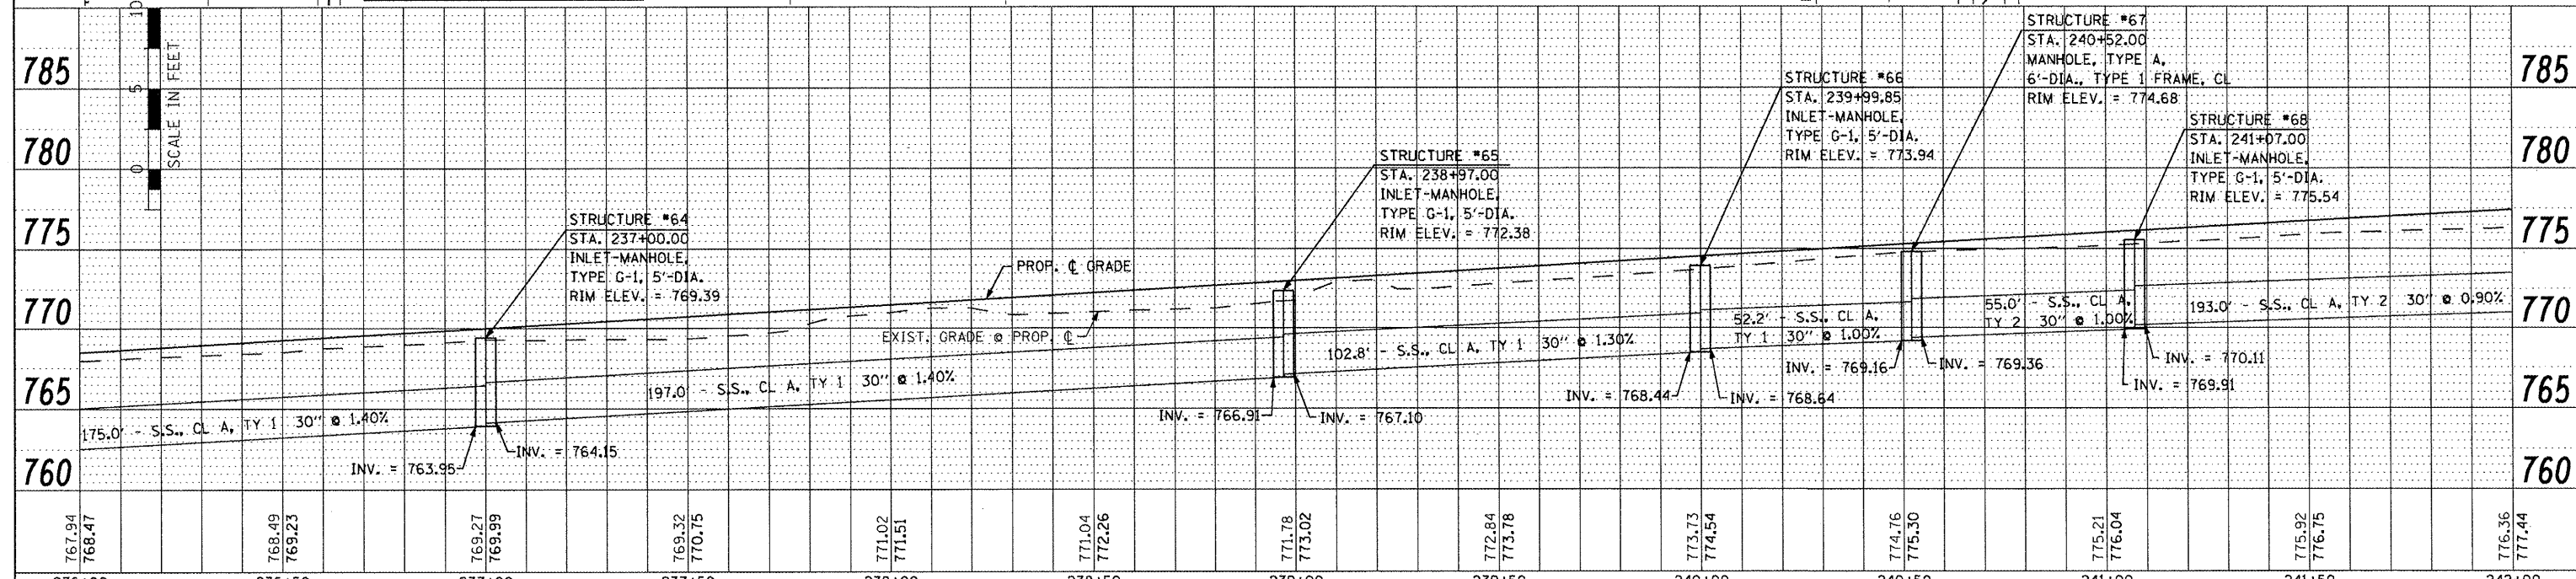 10
5
0
SCALE IN FEET
785
780
775
770
765
760
STRUCTURE #64
STA. 237+00.00
INLET-MANHOLE,
TYPE G-1, 5'-DIA.
RIM ELEV. = 769.39
STRUCTURE #65
STA. 238+97.00
INLET-MANHOLE,
TYPE G-1, 5'-DIA.
RIM ELEV. = 772.38
STRUCTURE #66
STA. 239+99.85
INLET-MANHOLE,
TYPE G-1, 5'-DIA.
RIM ELEV. = 773.94
STRUCTURE #67
STA. 240+52.00
MANHOLE, TYPE A,
6'-DIA., TYPE 1 FRAME, CL
RIM ELEV. = 774.68
STRUCTURE #68
STA. 241+07.00
INLET-MANHOLE,
TYPE G-1, 5'-DIA.
RIM ELEV. = 775.54
785
780
775
770
765
760
PROP. ℄ GRADE
EXIST. GRADE @ PROP. ℄
175.0' - S.S., CL A, TY 1 30" @ 1.40%
197.0' - S.S., CL A, TY 1 30" @ 1.40%
102.8' - S.S., CL A, TY 1 30" @ 1.30%
52.2' - S.S., CL A,
TY 1 30" @ 1.00%
55.0' - S.S., CL A,
TY 2 30" @ 1.00%
193.0' - S.S., CL A, TY 2 30" @ 0.90%
INV. = 763.95
INV. = 764.15
INV. = 766.91
INV. = 767.10
INV. = 768.44
INV. = 768.64
INV. = 769.16
INV. = 769.36
INV. = 769.91
INV. = 770.11
767.94
768.47
768.49
769.23
769.27
769.99
769.32
770.75
771.02
771.51
771.04
772.26
771.78
773.02
772.84
773.78
773.73
774.54
774.76
775.30
775.21
776.04
775.92
776.75
776.36
777.44